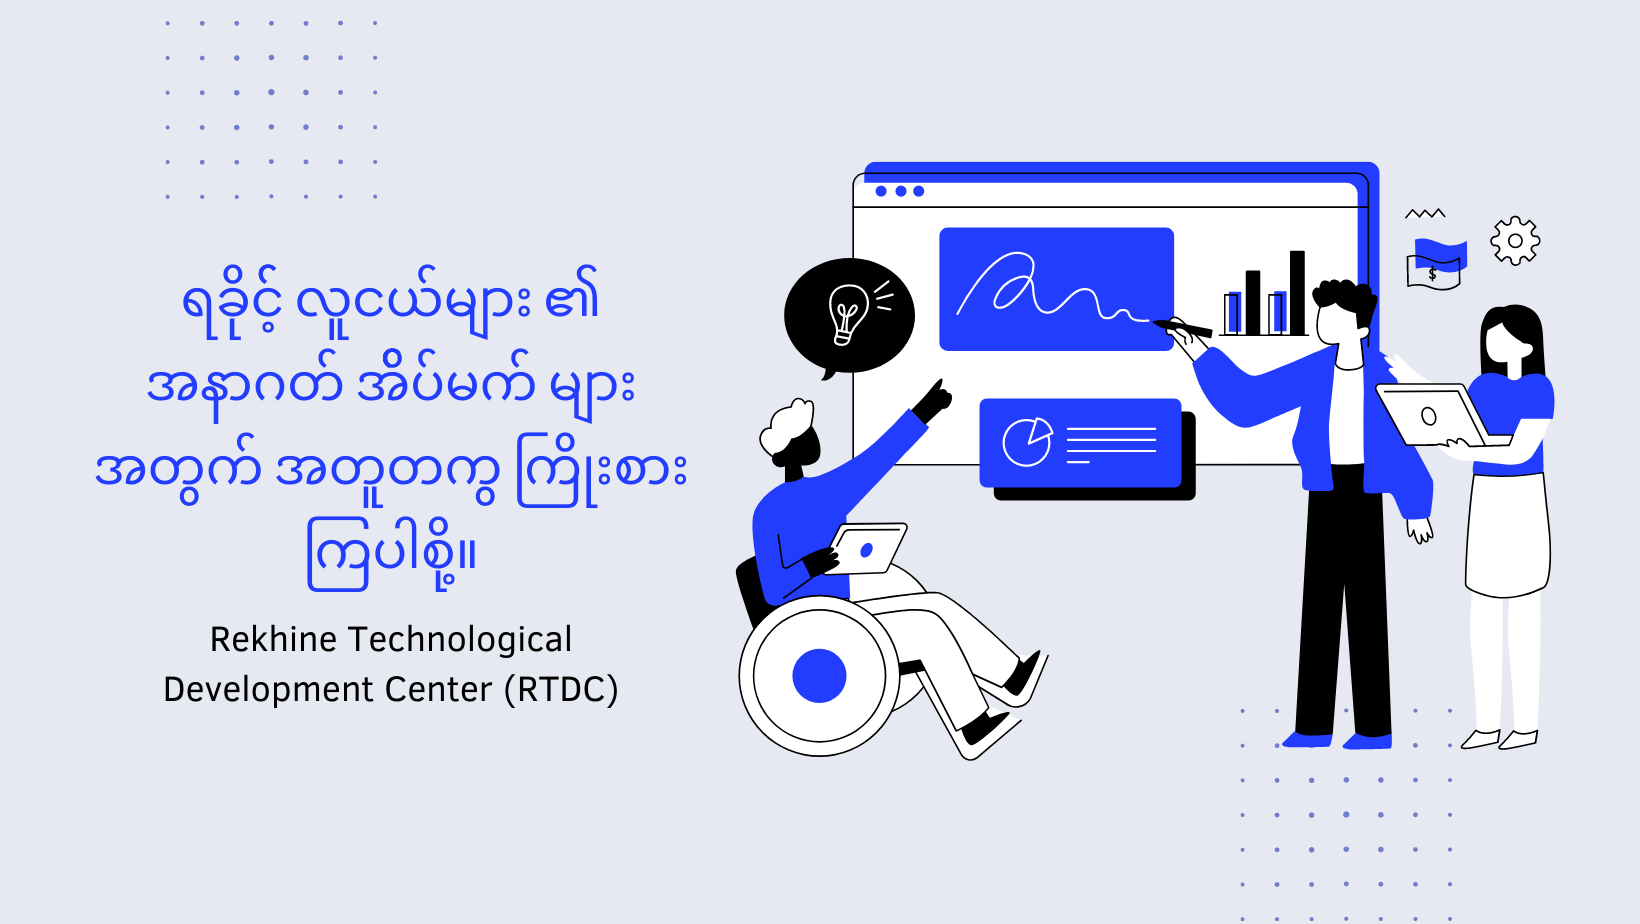 ရခိုင့် လူငယ်များ ၏
အနာဂတ် အိပ်မက် များ
အတွက် အတူတကွ ကြိုးစား
ကြပါစို့။
Rekhine Technological
Development Center (RTDC)
$